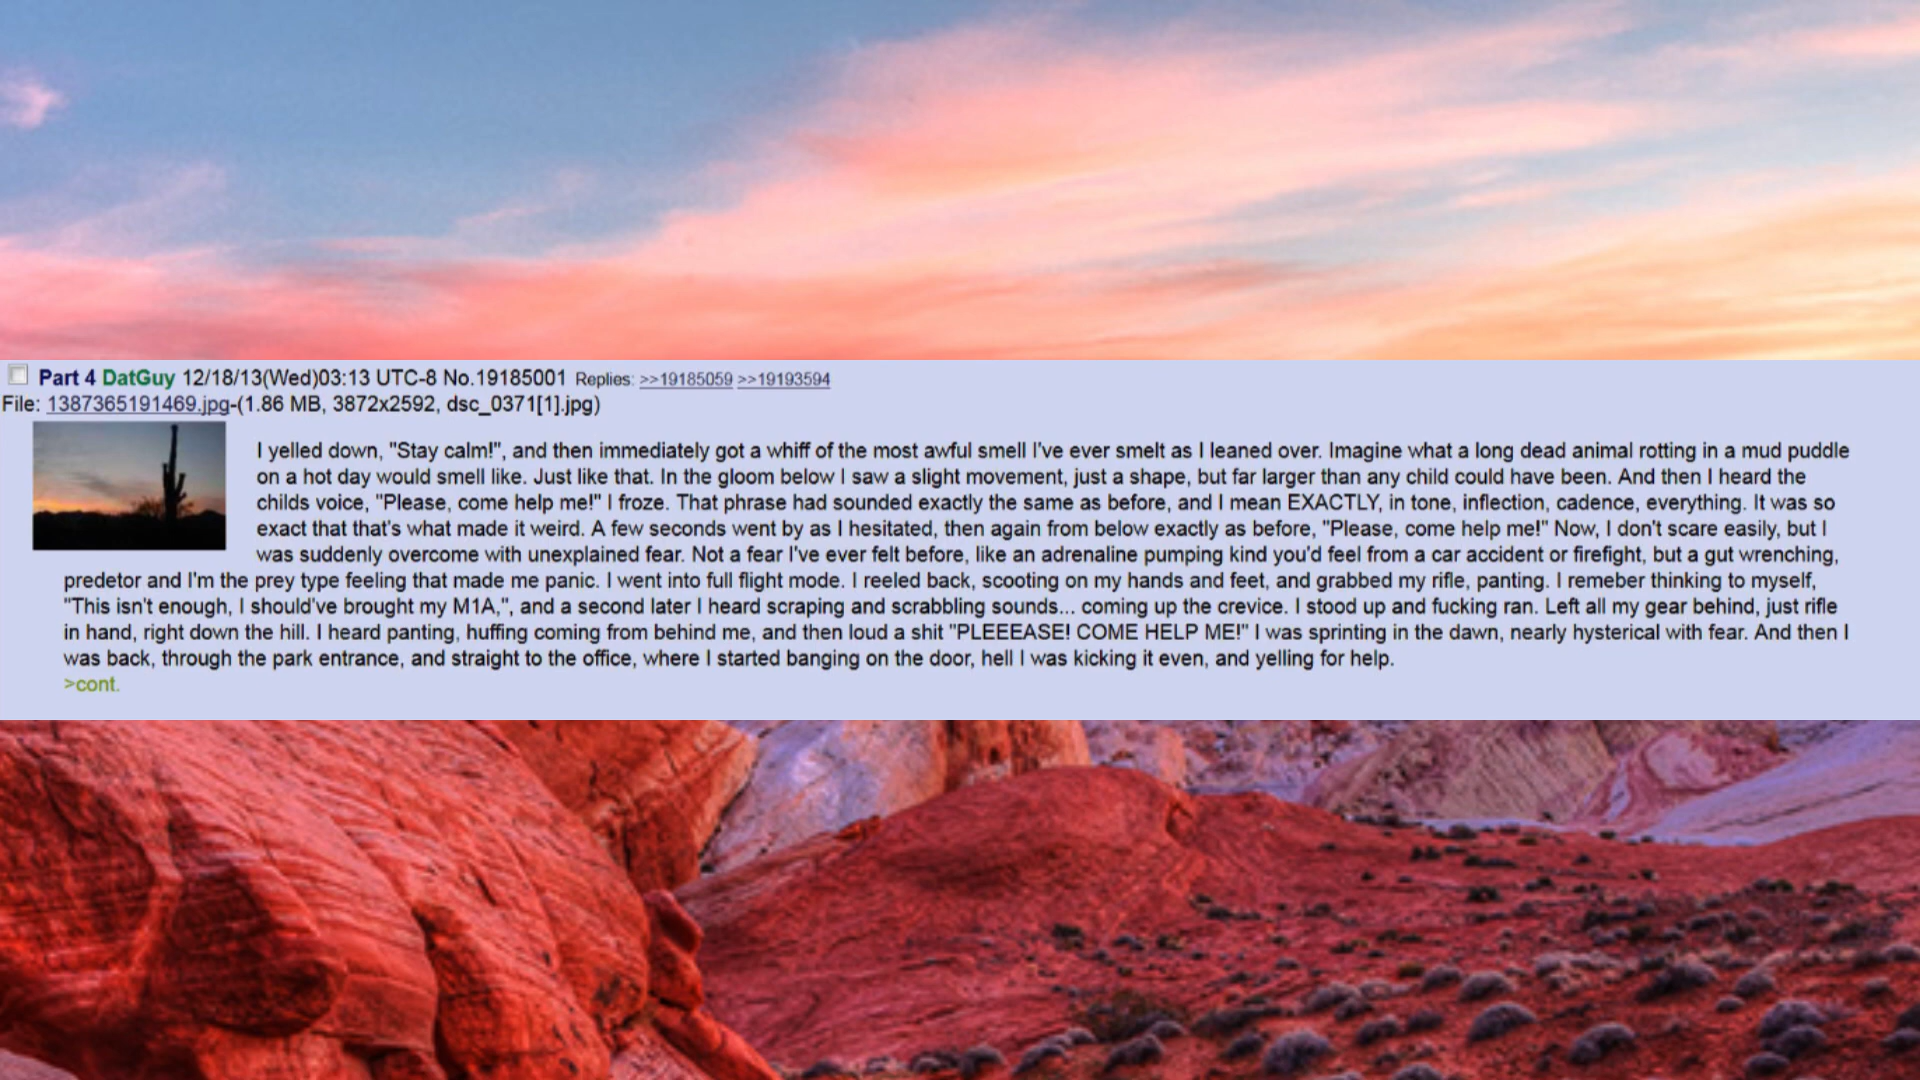 Part 4 DatGuy 12/18/13(Wed)03:13 UTC-8 No.19185001 Replies: >>19185059 >>19193594
File: 1387365191469.jpg-(1.86 MB, 3872x2592, dsc_0371[1].jpg)
I yelled down, "Stay calm!", and then immediately got a whiff of the most awful smell I've ever smelt as I leaned over. Imagine what a long dead animal rotting in a mud puddle
on a hot day would smell like. Just like that. In the gloom below I saw a slight movement, just a shape, but far larger than any child could have been. And then I heard the
childs voice, "Please, come help me!" I froze. That phrase had sounded exactly the same as before, and I mean EXACTLY, in tone, inflection, cadence, everything. It was so
exact that that's what made it weird. A few seconds went by as I hesitated, then again from below exactly as before, "Please, come help me!" Now, I don't scare easily, but I
was suddenly overcome with unexplained fear. Not a fear I've ever felt before, like an adrenaline pumping kind you'd feel from a car accident or firefight, but a gut wrenching,
predetor and I'm the prey type feeling that made me panic. I went into full flight mode. I reeled back, scooting on my hands and feet, and grabbed my rifle, panting. I remeber thinking to myself,
"This isn't enough, I should've brought my M1A,", and a second later I heard scraping and scrabbling sounds... coming up the crevice. I stood up and fucking ran. Left all my gear behind, just rifle
in hand, right down the hill. I heard panting, huffing coming from behind me, and then loud a shit "PLEEEASE! COME HELP ME!" I was sprinting in the dawn, nearly hysterical with fear. And then I
was back, through the park entrance, and straight to the office, where I started banging on the door, hell I was kicking it even, and yelling for help.
>cont.